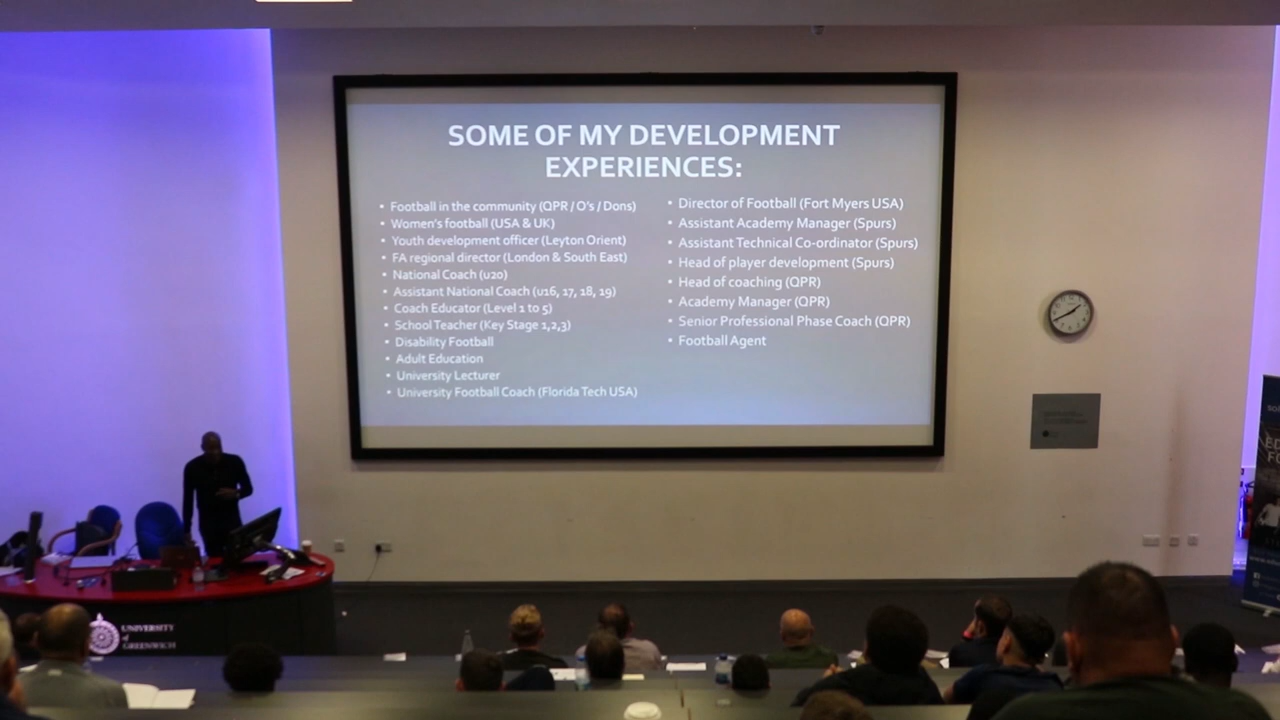 SOME OF MY DEVELOPMENT
EXPERIENCES:
• Football in the community (QPR / O's / Dons)
• Women's football (USA & UK)
• Youth development officer (Leyton Orient)
• FA regional director (London & South East)
• National Coach (u20)
• Assistant National Coach (u16, 17, 18, 19)
• Coach Educator (Level 1 to 5)
• School Teacher (Key Stage 1,2,3)
• Disability Football
• Adult Education
• University Lecturer
• University Football Coach (Florida Tech USA)
• Director of Football (Fort Myers USA)
• Assistant Academy Manager (Spurs)
• Assistant Technical Co-ordinator (Spurs)
• Head of player development (Spurs)
• Head of coaching (QPR)
• Academy Manager (QPR)
• Senior Professional Phase Coach (QPR)
• Football Agent
UNIVERSITY
of
GREENWICH